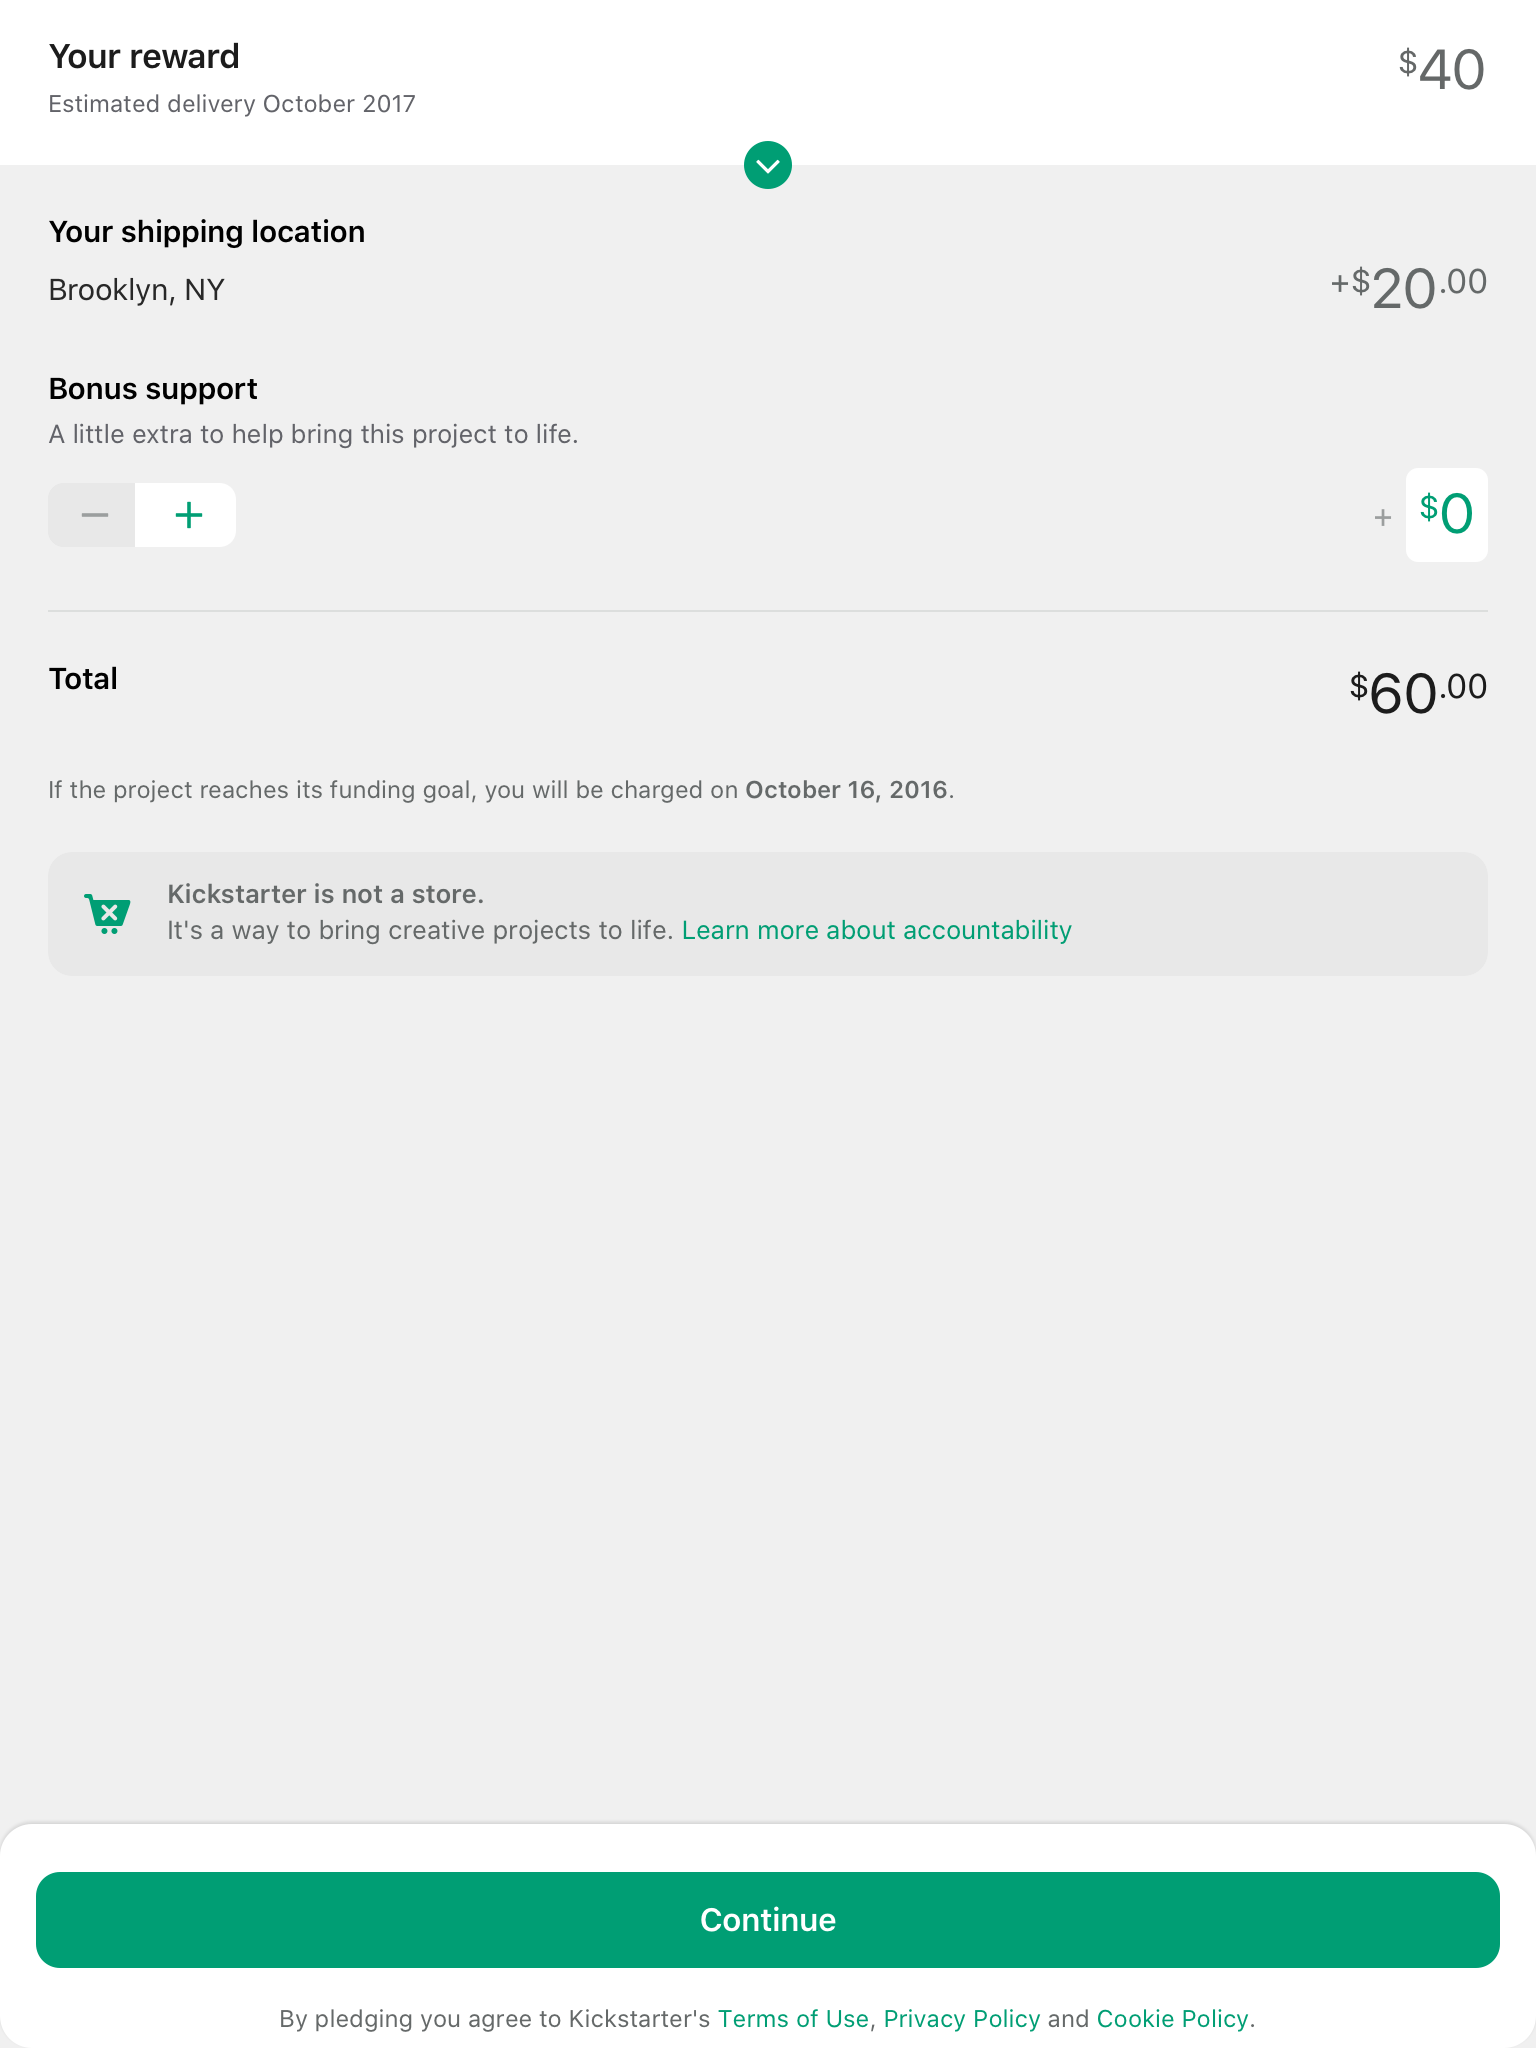 Your reward
$40
Estimated delivery October 2017
Your shipping location
Brooklyn, NY
+$20.00
Bonus support
A little extra to help bring this project to life.
+ $0
Total
$60.00
If the project reaches its funding goal, you will be charged on October 16, 2016.
Kickstarter is not a store.
It's a way to bring creative projects to life. Learn more about accountability
Continue
By pledging you agree to Kickstarter's Terms of Use, Privacy Policy and Cookie Policy.